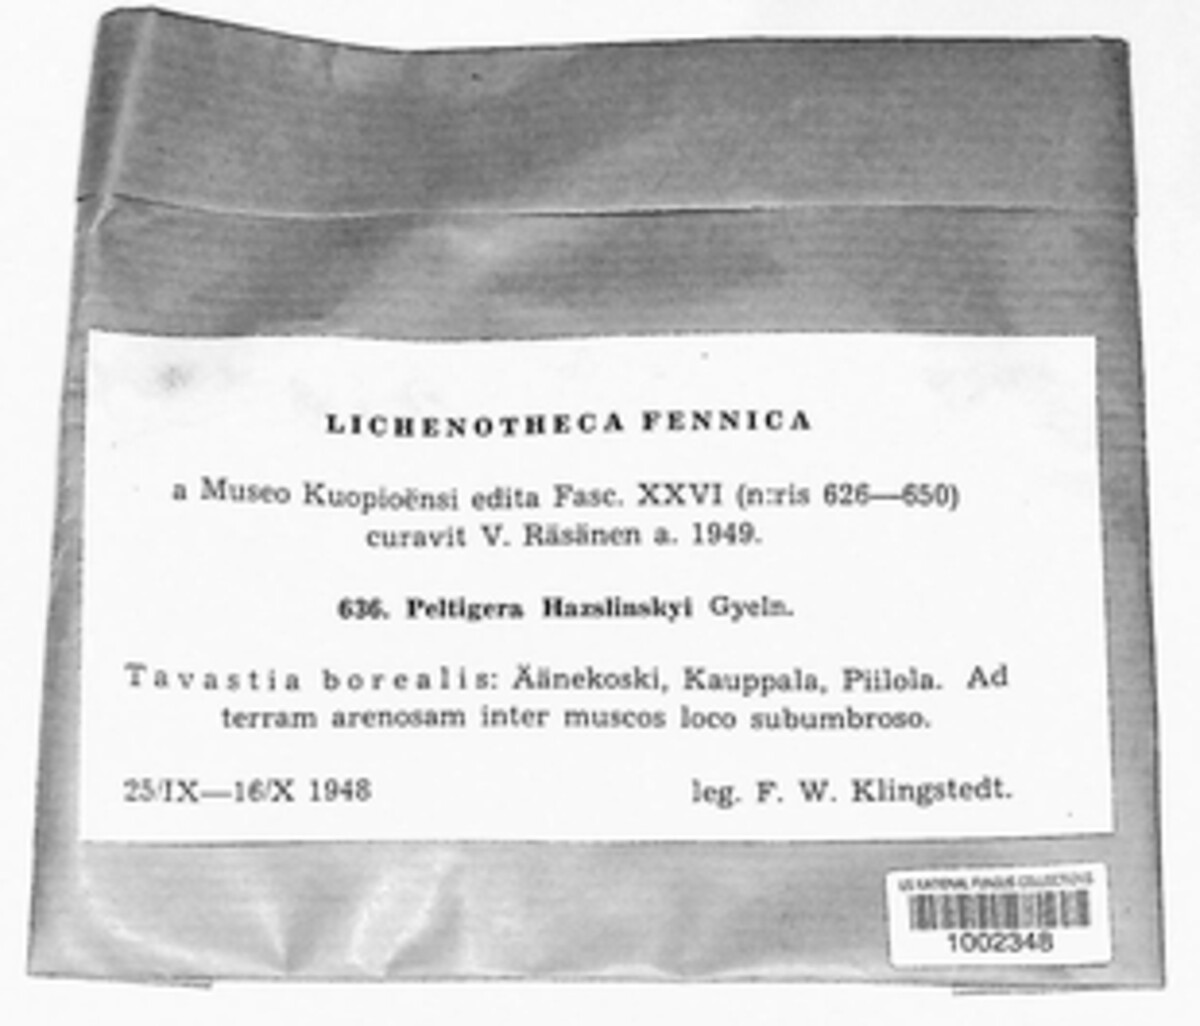 LICHENOTHECA FENNICA
a Museo Kuopioënsi edita Fasc. XXVI (n:ris 626—650)
curavit V. Räsänen a. 1949.
636. Peltigera Hazslinskyi Gyeln.
Tavastia borealis: Äänekoski, Kauppala, Piilola. Ad
terram arenosam inter muscos loco subumbroso.
25/IX—16/X 1948 leg. F. W. Klingstedt.
US NATIONAL FUNGUS COLLECTIONS
1002348